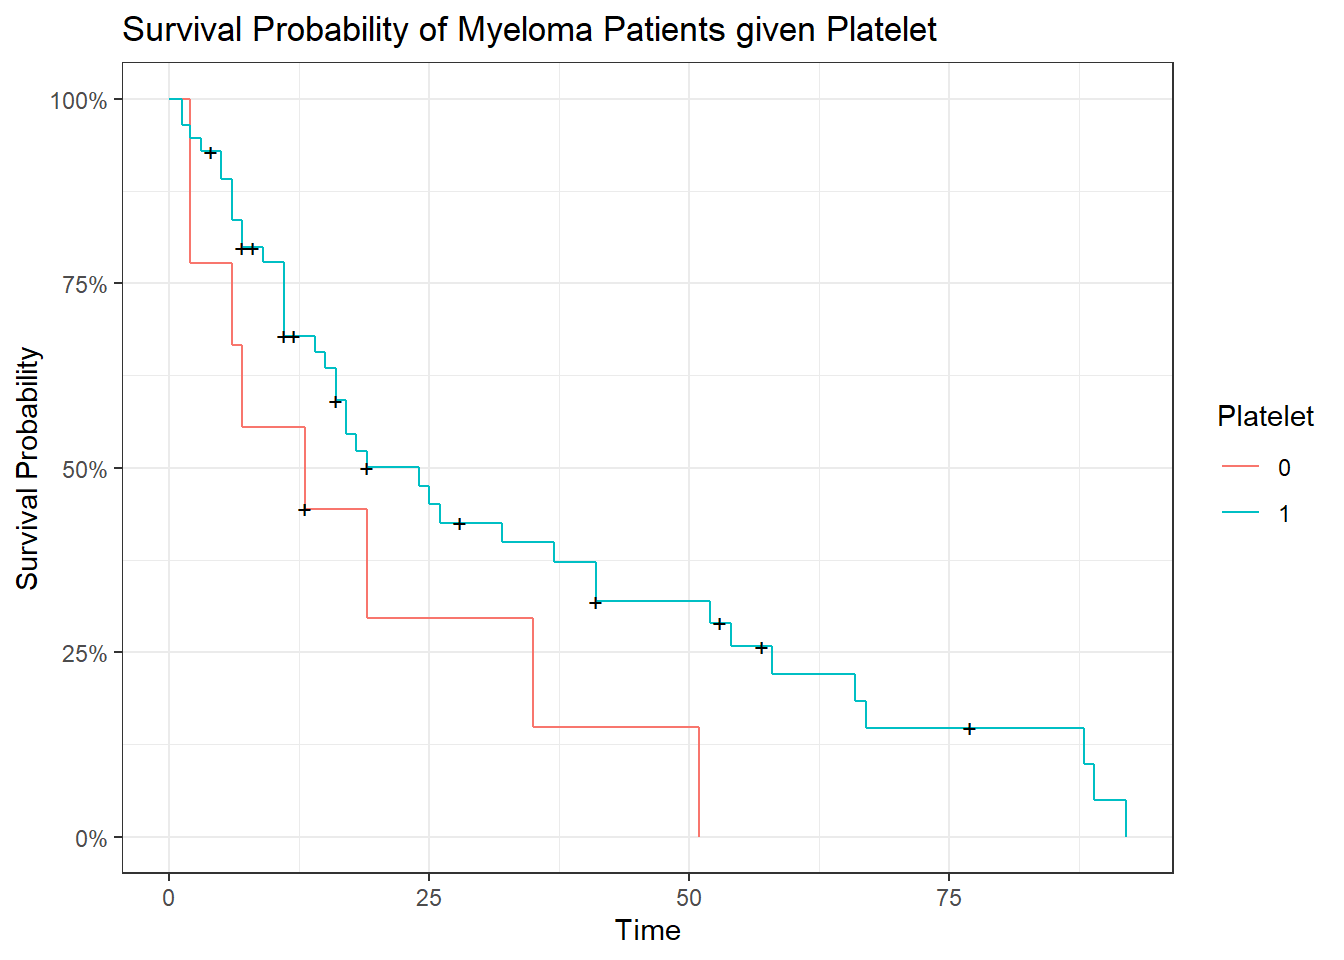 Survival Probability of Myeloma Patients given Platelet
100%
75%
50%
25%
0%
Survival Probability
0 25 50 75
Time
Platelet
0
1